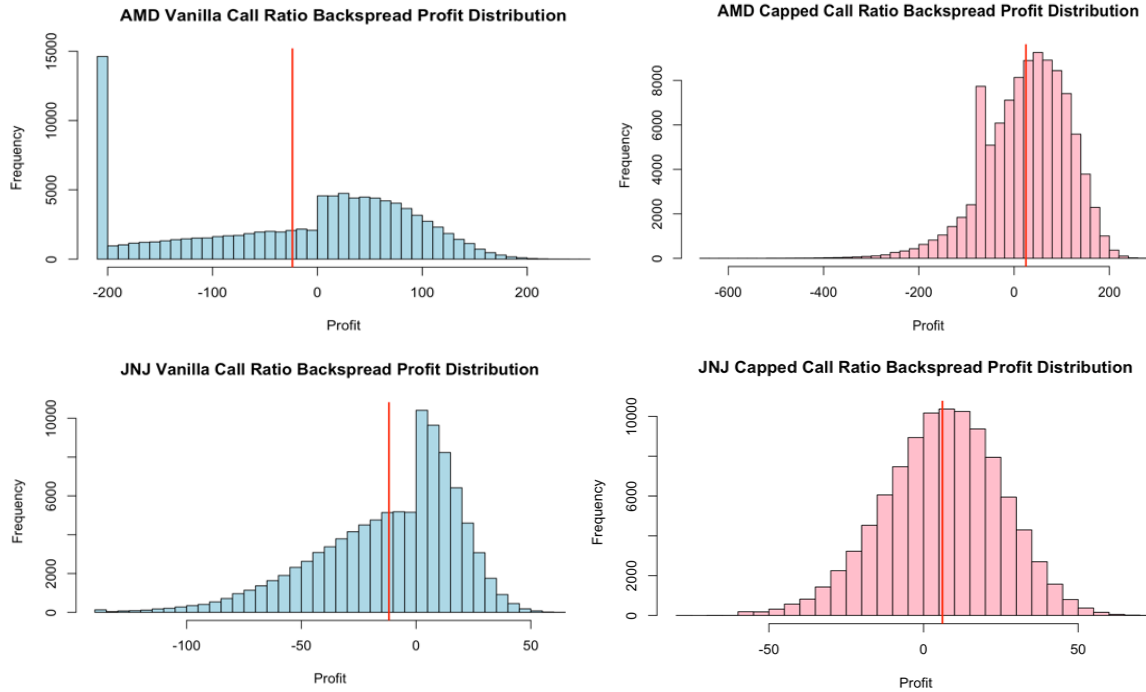 AMD Vanilla Call Ratio Backspread Profit Distribution
Frequency
15000
10000
5000
0
-200 -100 0 100 200
Profit
AMD Capped Call Ratio Backspread Profit Distribution
Frequency
8000
6000
4000
2000
0
-600 -400 -200 0 200
Profit
JNJ Vanilla Call Ratio Backspread Profit Distribution
Frequency
10000
6000
2000
0
-100 -50 0 50
Profit
JNJ Capped Call Ratio Backspread Profit Distribution
Frequency
10000
6000
2000
0
-50 0 50
Profit